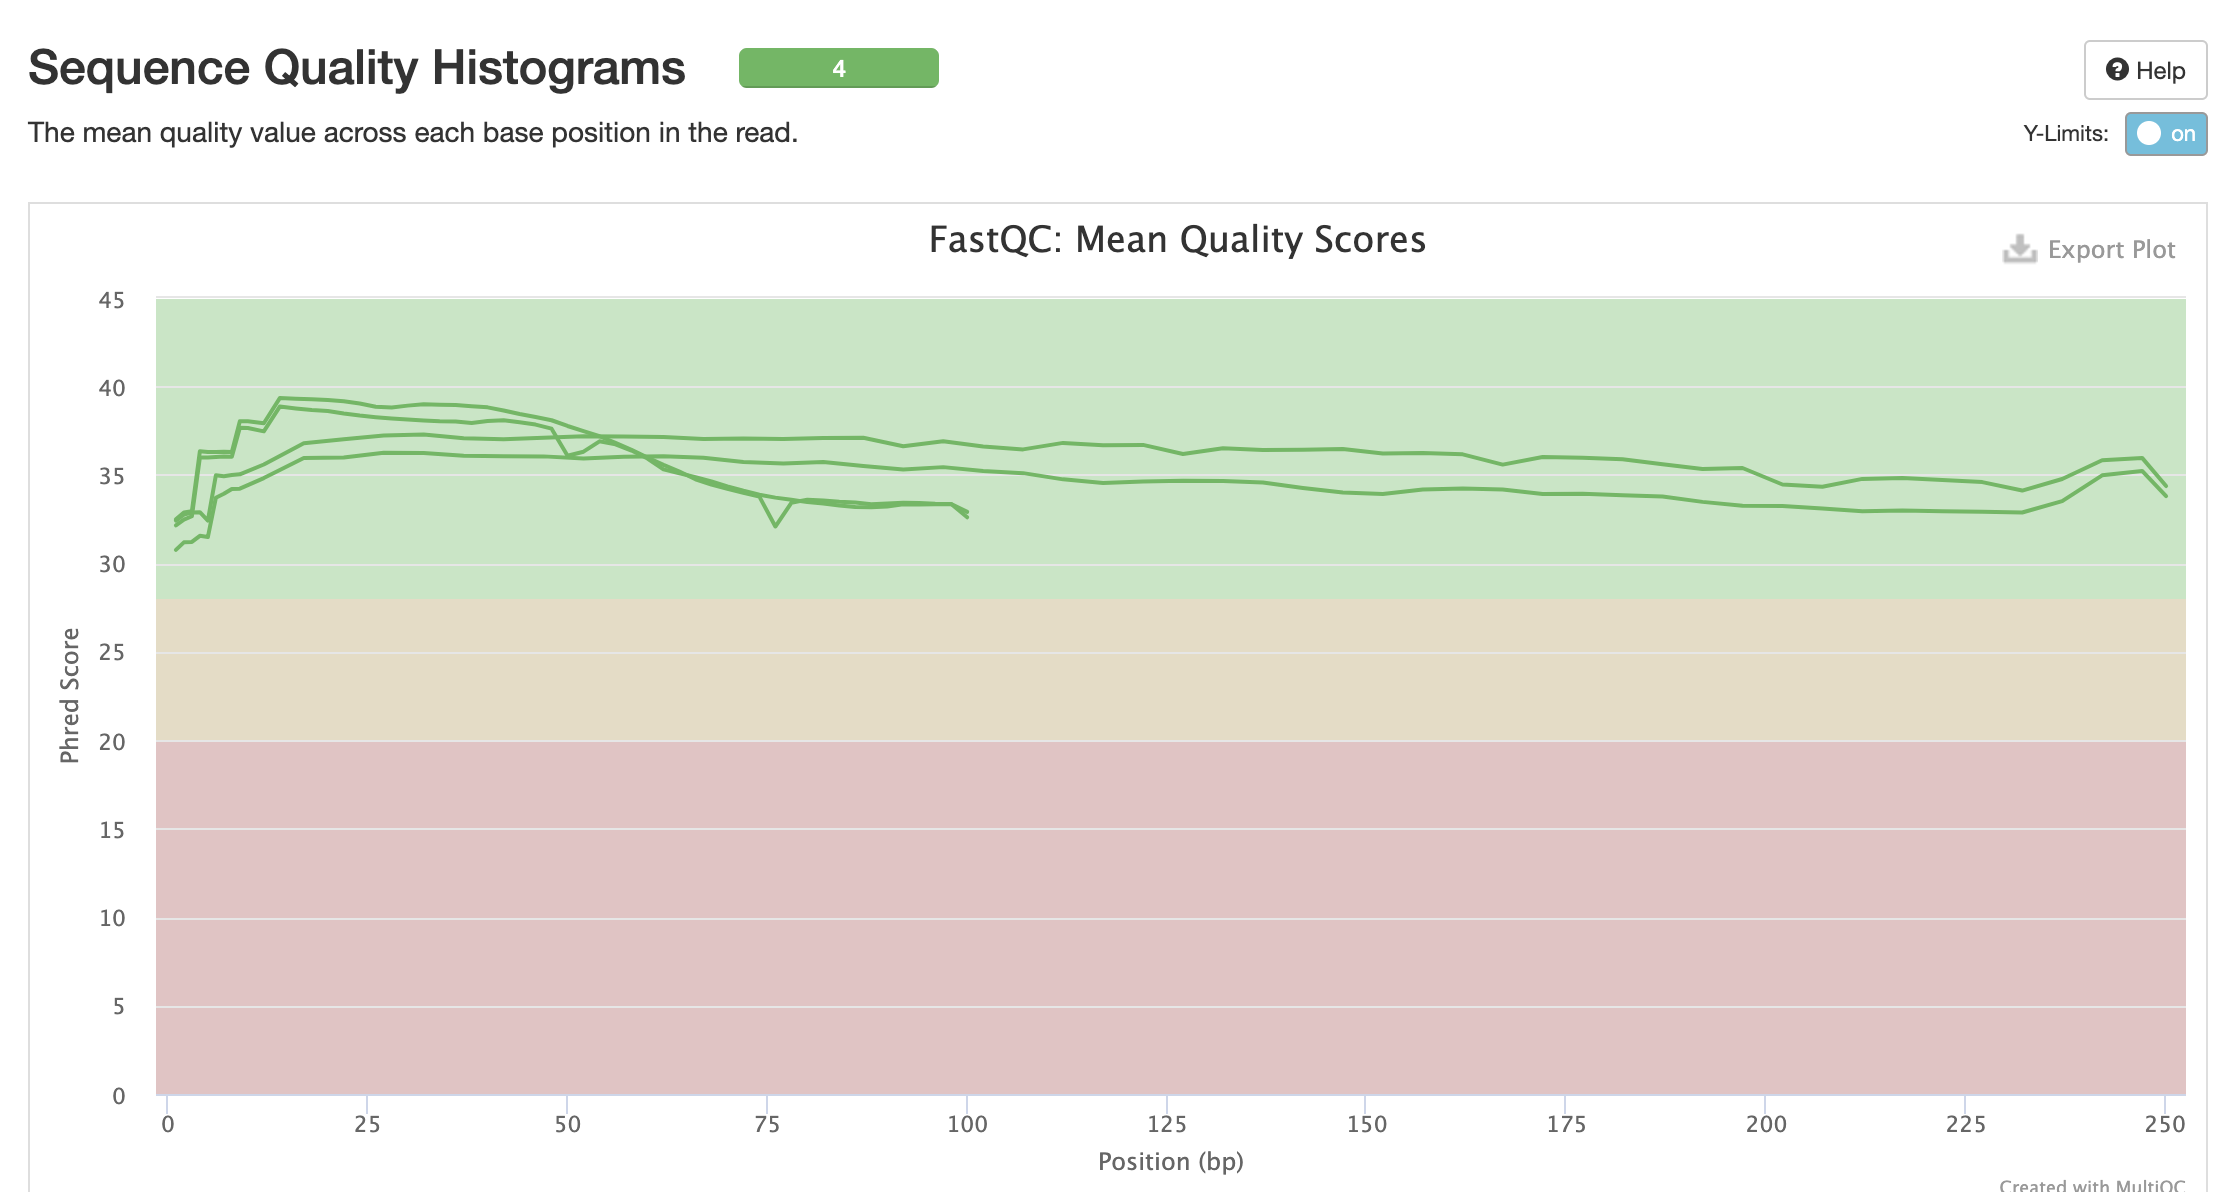 Sequence Quality Histograms
4
Help
The mean quality value across each base position in the read.
Y-Limits:
on
FastQC: Mean Quality Scores
Export Plot
45
40
35
30
25
20
15
10
5
0
Phred Score
0 25 50 75 100 125 150 175 200 225 250
Position (bp)
Created with MultiQC